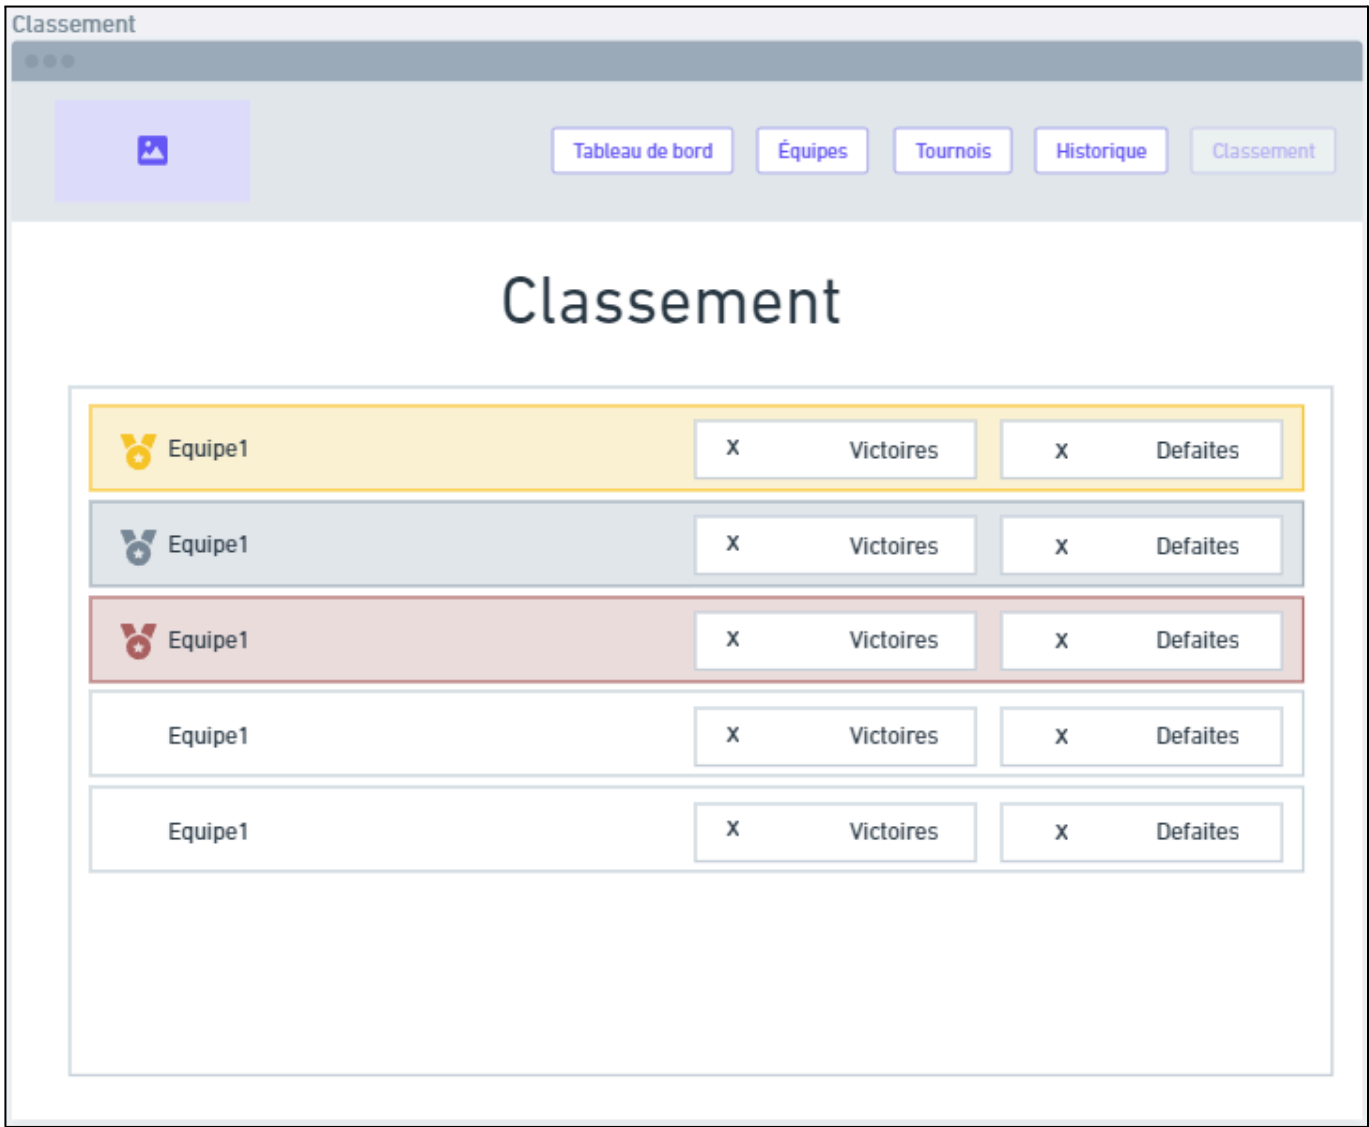 Classement
Tableau de bord Équipes Tournois Historique Classement
Classement
Equipe1 X Victoires X Defaites
Equipe1 X Victoires X Defaites
Equipe1 X Victoires X Defaites
Equipe1 X Victoires X Defaites
Equipe1 X Victoires X Defaites